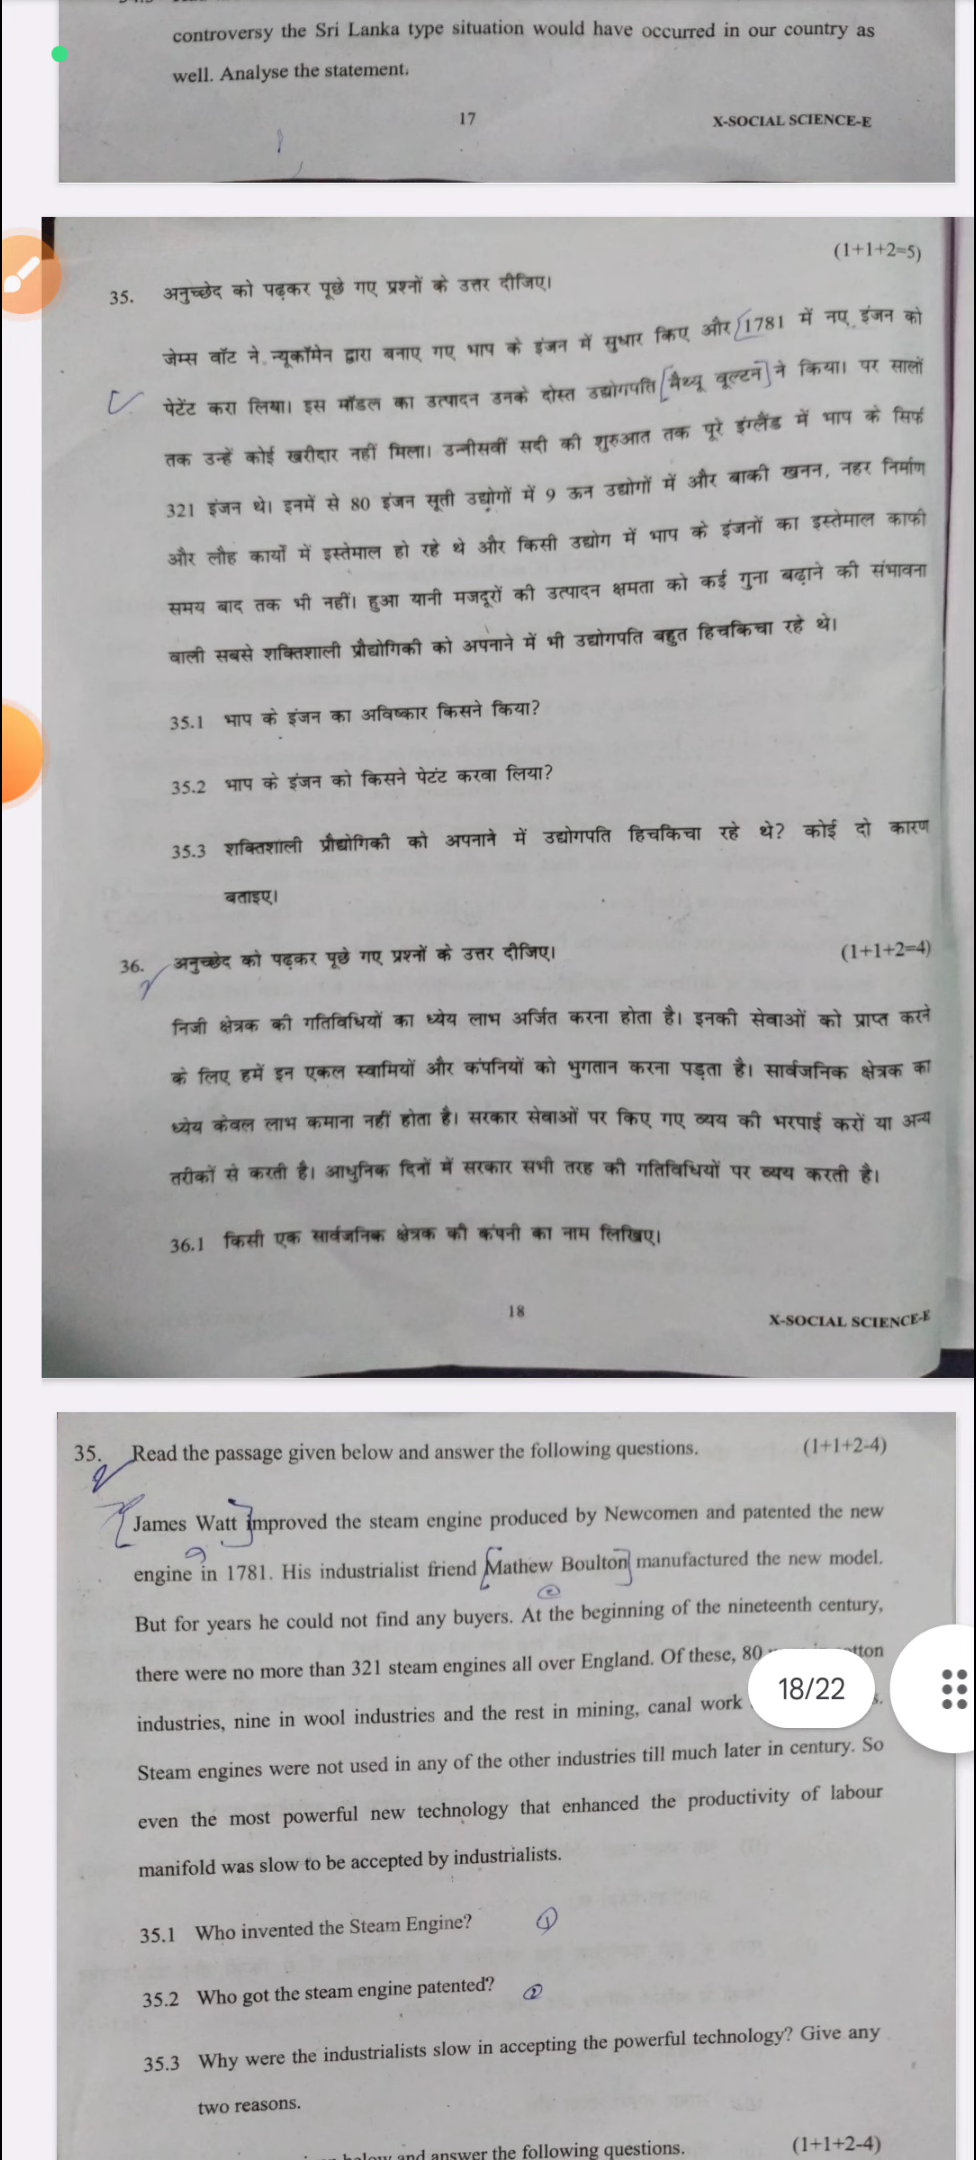 controversy the Sri Lanka type situation would have occurred in our country as
well. Analyse the statement.
17
X-SOCIAL SCIENCE-E
(1+1+2=5)
35. अनुच्छेद को पढ़कर पूछे गए प्रश्नों के उत्तर दीजिए।
जेम्स वॉट ने न्यूकॉमेन द्वारा बनाए गए भाप के इंजन में सुधार किए और 1781 में नए इंजन को
पेटेंट करा लिया। इस मॉडल का उत्पादन उनके दोस्त उद्योगपति मैथ्यू बूल्टन ने किया। पर सालों
तक उन्हें कोई खरीदार नहीं मिला। उन्नीसवीं सदी की शुरुआत तक पूरे इंग्लैंड में भाप के सिर्फ
321 इंजन थे। इनमें से 80 इंजन सूती उद्योगों में 9 ऊन उद्योगों में और बाकी खनन, नहर निर्माण
और लौह कार्यों में इस्तेमाल हो रहे थे और किसी उद्योग में भाप के इंजनों का इस्तेमाल काफी
समय बाद तक भी नहीं। हुआ यानी मजदूरों की उत्पादन क्षमता को कई गुना बढ़ाने की संभावना
वाली सबसे शक्तिशाली प्रौद्योगिकी को अपनाने में भी उद्योगपति बहुत हिचकिचा रहे थे।
35.1 भाप के इंजन का अविष्कार किसने किया?
35.2 भाप के इंजन को किसने पेटंट करवा लिया?
35.3 शक्तिशाली प्रौद्योगिकी को अपनाने में उद्योगपति हिचकिचा रहे थे? कोई दो कारण
बताइए।
36. अनुच्छेद को पढ़कर पूछे गए प्रश्नों के उत्तर दीजिए। (1+1+2=4)
निजी क्षेत्रक की गतिविधियों का ध्येय लाभ अर्जित करना होता है। इनकी सेवाओं को प्राप्त करने
के लिए हमें इन एकल स्वामियों और कंपनियों को भुगतान करना पड़ता है। सार्वजनिक क्षेत्रक का
ध्येय केवल लाभ कमाना नहीं होता है। सरकार सेवाओं पर किए गए व्यय की भरपाई करों या अन्य
तरीकों से करती है। आधुनिक दिनों में सरकार सभी तरह की गतिविधियों पर व्यय करती है।
36.1 किसी एक सार्वजनिक क्षेत्रक की कंपनी का नाम लिखिए।
18
X-SOCIAL SCIENCE-E
35. Read the passage given below and answer the following questions. (1+1+2-4)
James Watt improved the steam engine produced by Newcomen and patented the new
engine in 1781. His industrialist friend Mathew Boulton manufactured the new model.
But for years he could not find any buyers. At the beginning of the nineteenth century,
there were no more than 321 steam engines all over England. Of these, 80
industries, nine in wool industries and the rest in mining, canal work
18/22
Steam engines were not used in any of the other industries till much later in century. So
even the most powerful new technology that enhanced the productivity of labour
manifold was slow to be accepted by industrialists.
35.1 Who invented the Steam Engine? 1
35.2 Who got the steam engine patented? 2
35.3 Why were the industrialists slow in accepting the powerful technology? Give any
two reasons.
below and answer the following questions. (1+1+2-4)